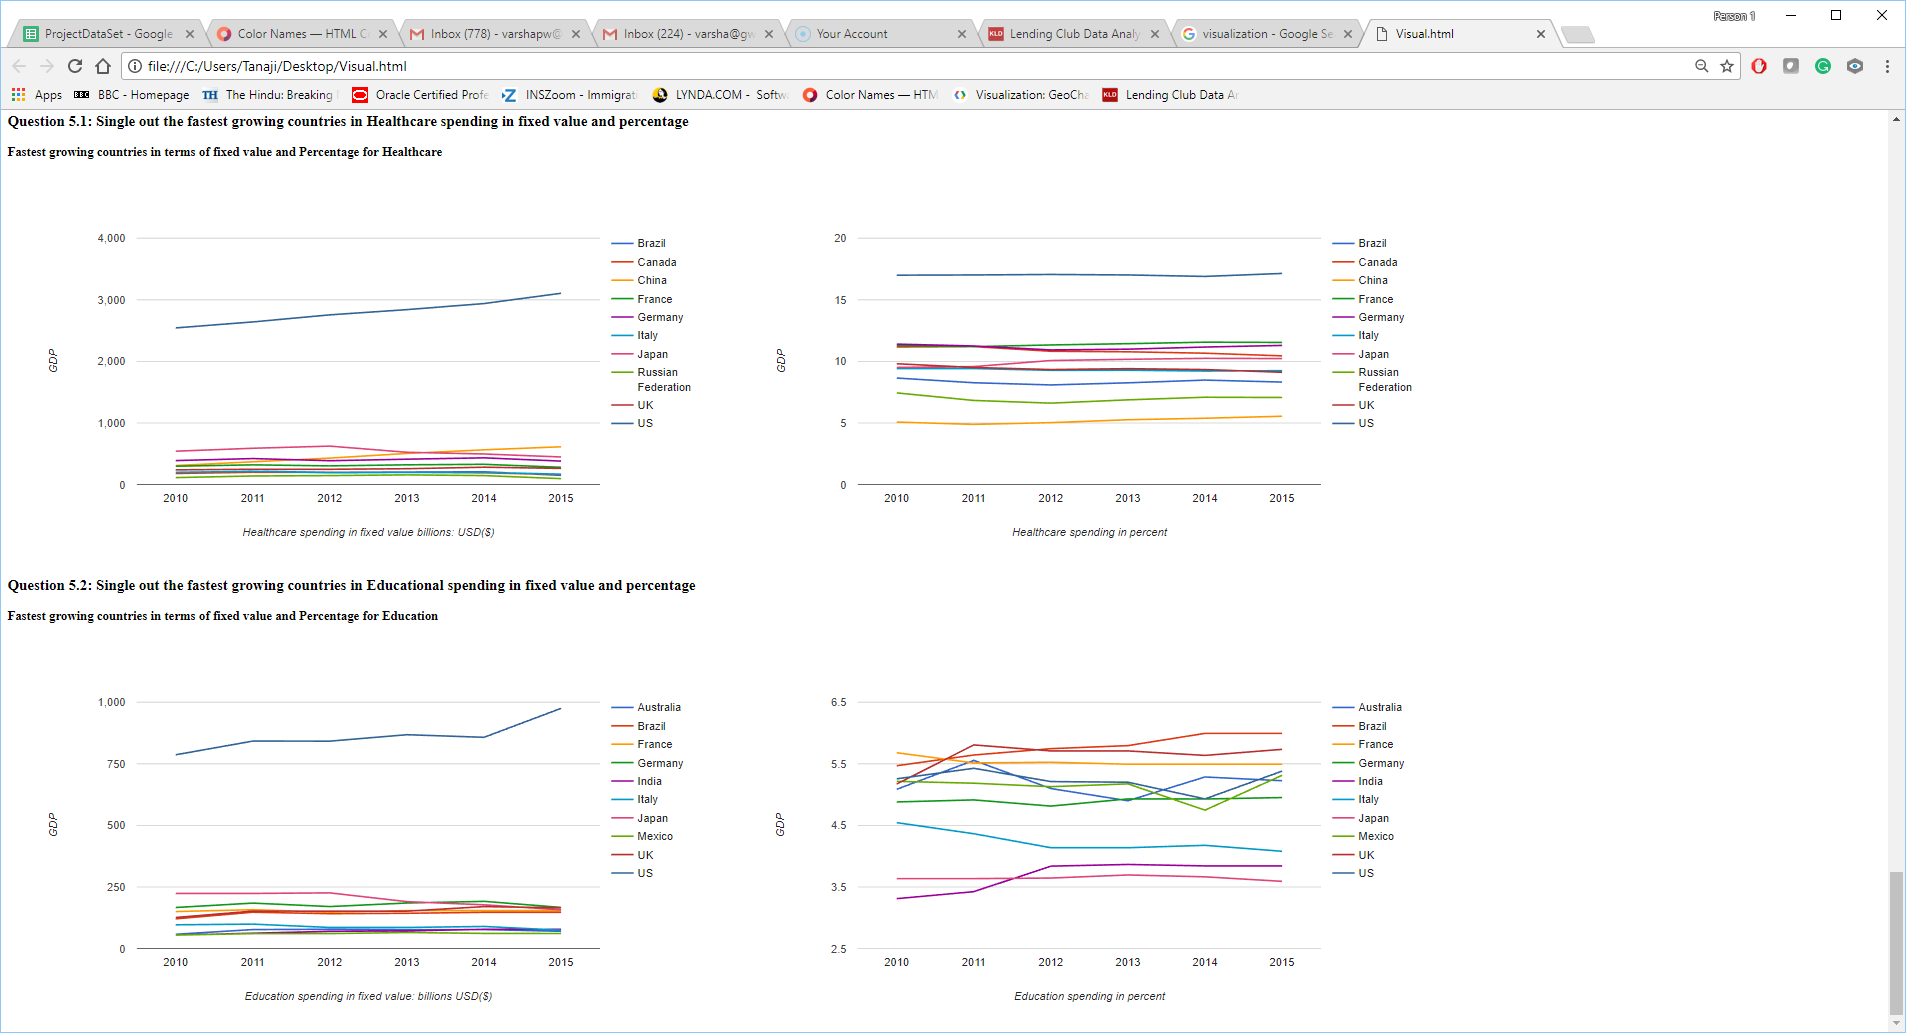 Person 1
ProjectDataSet - Google
Color Names — HTML C
Inbox (778) - varshapw@
Inbox (224) - varsha@gw
Your Account
Lending Club Data Analy
visualization - Google Se
Visual.html
file:///C:/Users/Tanaji/Desktop/Visual.html
Apps
BBC - Homepage
The Hindu: Breaking
Oracle Certified Profe
INSZoom - Immigrati
LYNDA.COM - Softw
Color Names — HTM
Visualization: GeoCha
Lending Club Data An
Question 5.1: Single out the fastest growing countries in Healthcare spending in fixed value and percentage
Fastest growing countries in terms of fixed value and Percentage for Healthcare
4,000
3,000
2,000
1,000
0
GDP
2010 2011 2012 2013 2014 2015
Healthcare spending in fixed value billions: USD($)
Brazil
Canada
China
France
Germany
Italy
Japan
Russian
Federation
UK
US
20
15
10
5
0
GDP
2010 2011 2012 2013 2014 2015
Healthcare spending in percent
Brazil
Canada
China
France
Germany
Italy
Japan
Russian
Federation
UK
US
Question 5.2: Single out the fastest growing countries in Educational spending in fixed value and percentage
Fastest growing countries in terms of fixed value and Percentage for Education
1,000
750
500
250
0
GDP
2010 2011 2012 2013 2014 2015
Education spending in fixed value: billions USD($)
Australia
Brazil
France
Germany
India
Italy
Japan
Mexico
UK
US
6.5
5.5
4.5
3.5
2.5
GDP
2010 2011 2012 2013 2014 2015
Education spending in percent
Australia
Brazil
France
Germany
India
Italy
Japan
Mexico
UK
US